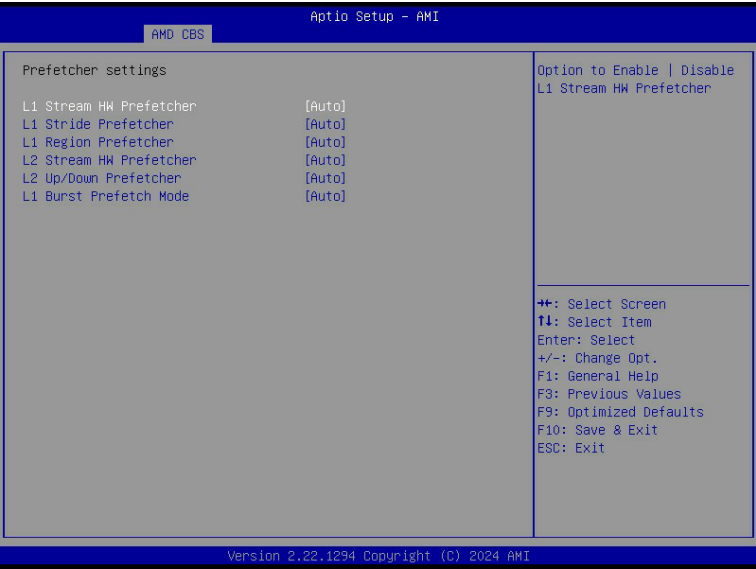 Aptio Setup – AMI
AMD CBS
Prefetcher settings
L1 Stream HW Prefetcher [Auto]
L1 Stride Prefetcher [Auto]
L1 Region Prefetcher [Auto]
L2 Stream HW Prefetcher [Auto]
L2 Up/Down Prefetcher [Auto]
L1 Burst Prefetch Mode [Auto]
Option to Enable | Disable
L1 Stream HW Prefetcher
→←: Select Screen
↑↓: Select Item
Enter: Select
+/-: Change Opt.
F1: General Help
F3: Previous Values
F9: Optimized Defaults
F10: Save & Exit
ESC: Exit
Version 2.22.1294 Copyright (C) 2024 AMI